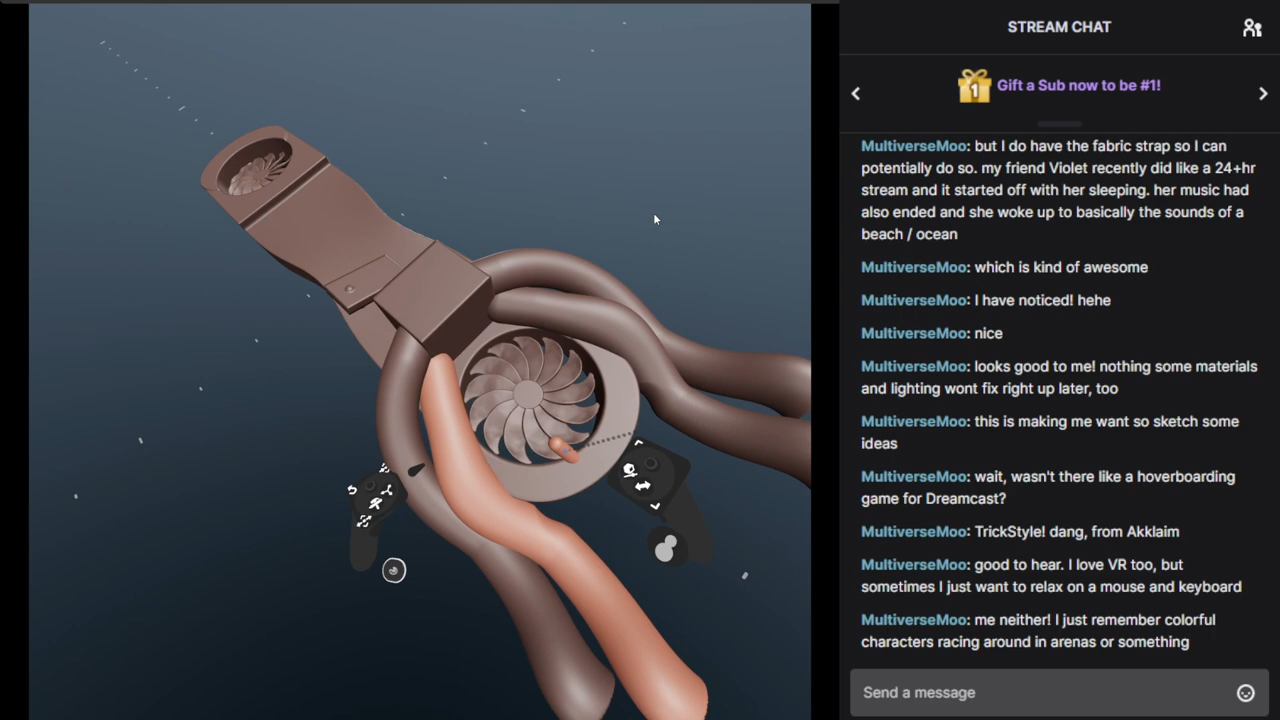 STREAM CHAT
1
Gift a Sub now to be #1!
MultiverseMoo: but I do have the fabric strap so I can
potentially do so. my friend Violet recently did like a 24+hr
stream and it started off with her sleeping. her music had
also ended and she woke up to basically the sounds of a
beach / ocean
MultiverseMoo: which is kind of awesome
MultiverseMoo: I have noticed! hehe
MultiverseMoo: nice
MultiverseMoo: looks good to me! nothing some materials
and lighting wont fix right up later, too
MultiverseMoo: this is making me want so sketch some
ideas
MultiverseMoo: wait, wasn't there like a hoverboarding
game for Dreamcast?
MultiverseMoo: TrickStyle! dang, from Akklaim
MultiverseMoo: good to hear. I love VR too, but
sometimes I just want to relax on a mouse and keyboard
MultiverseMoo: me neither! I just remember colorful
characters racing around in arenas or something
Send a message